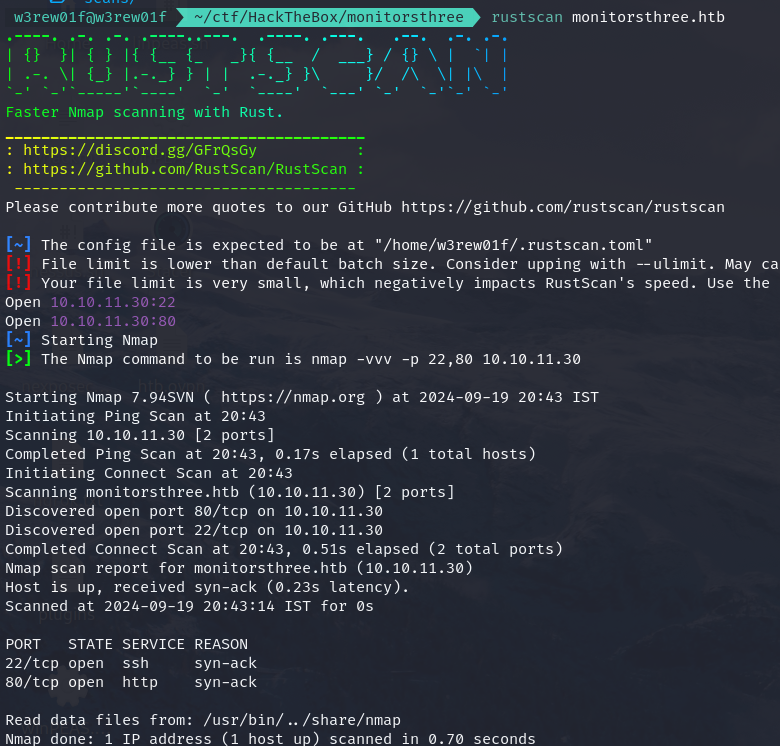 scans/
w3rew01f@w3rew01f ~/ctf/HackTheBox/monitorsthree rustscan monitorsthree.htb
.----. .-. .-. .----..---.  .----. .---.   .--.  .-. .-.
| {}  }| { } |{ {__ {_   _}{ {__  /  ___} / {} \ |  `| |
| .-. \| {_} |.-._} } | |  .-._} }\     }/  /\  \| |\  |
`-' `-'`-----'`----'  `-'  `----'  `---' `-'  `-'`-' `-'
Faster Nmap scanning with Rust.
________________________________________
: https://discord.gg/GFrQsGy           :
: https://github.com/RustScan/RustScan :
 --------------------------------------
Please contribute more quotes to our GitHub https://github.com/rustscan/rustscan
[~] The config file is expected to be at "/home/w3rew01f/.rustscan.toml"
[!] File limit is lower than default batch size. Consider upping with --ulimit. May ca
[!] Your file limit is very small, which negatively impacts RustScan's speed. Use the
Open 10.10.11.30:22
Open 10.10.11.30:80
[~] Starting Nmap
[>] The Nmap command to be run is nmap -vvv -p 22,80 10.10.11.30
Starting Nmap 7.94SVN ( https://nmap.org ) at 2024-09-19 20:43 IST
Initiating Ping Scan at 20:43
Scanning 10.10.11.30 [2 ports]
Completed Ping Scan at 20:43, 0.17s elapsed (1 total hosts)
Initiating Connect Scan at 20:43
Scanning monitorsthree.htb (10.10.11.30) [2 ports]
Discovered open port 80/tcp on 10.10.11.30
Discovered open port 22/tcp on 10.10.11.30
Completed Connect Scan at 20:43, 0.51s elapsed (2 total ports)
Nmap scan report for monitorsthree.htb (10.10.11.30)
Host is up, received syn-ack (0.23s latency).
Scanned at 2024-09-19 20:43:14 IST for 0s
plugins
PORT   STATE SERVICE REASON
22/tcp open  ssh     syn-ack
80/tcp open  http    syn-ack
Read data files from: /usr/bin/../share/nmap
Nmap done: 1 IP address (1 host up) scanned in 0.70 seconds